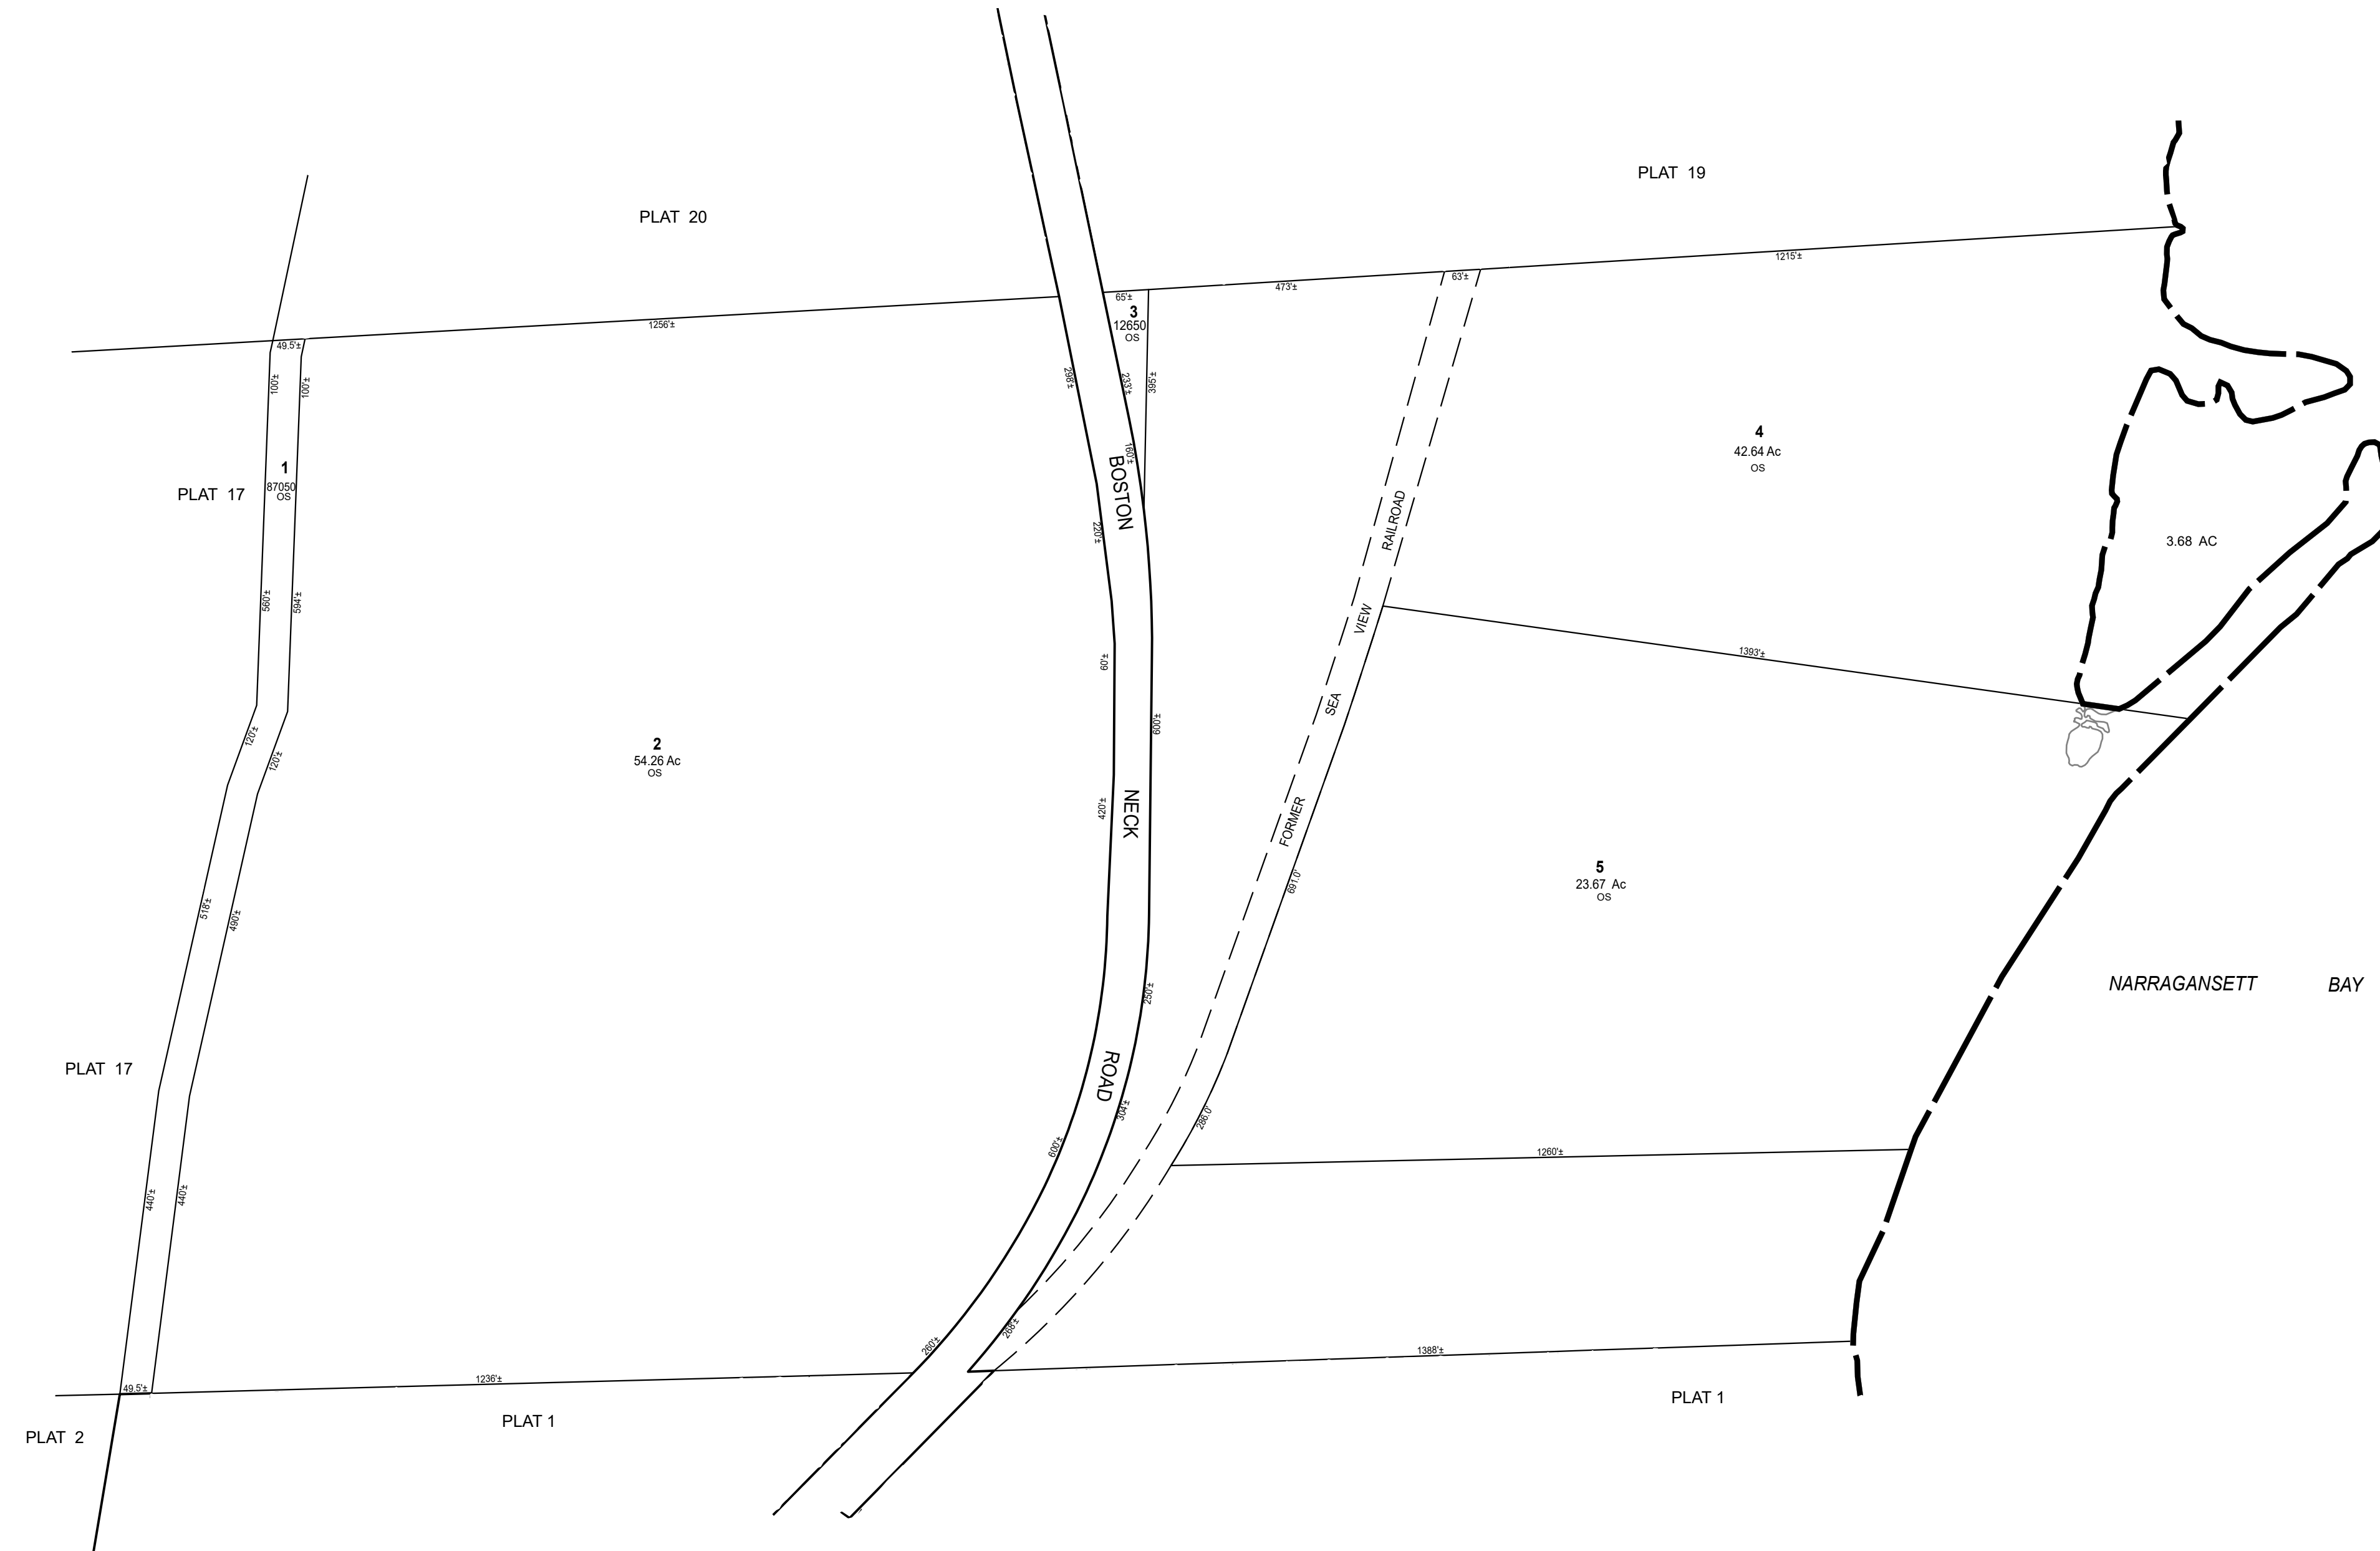 PLAT 19
PLAT 20
1215'±
63'±
473'±
65'±
3
12650
OS
1256'±
49.5'±
100'±
100'±
298'±
233'±
395'±
160'±
4
42.64 Ac
OS
1
87050
OS
PLAT 17
BOSTON
220'±
RAILROAD
3.68 AC
560'±
594'±
VIEW
60'±
1393'±
SEA
600'±
120'±
120'±
2
54.26 Ac
OS
420'±
NECK
FORMER
5
23.67 Ac
OS
691.0'
518'±
490'±
NARRAGANSETT BAY
250'±
PLAT 17
ROAD
304'±
286.0'
600'±
1260'±
440'±
440'±
268'±
260'±
1388'±
1236'±
49.5'±
PLAT 1
PLAT 1
PLAT 2